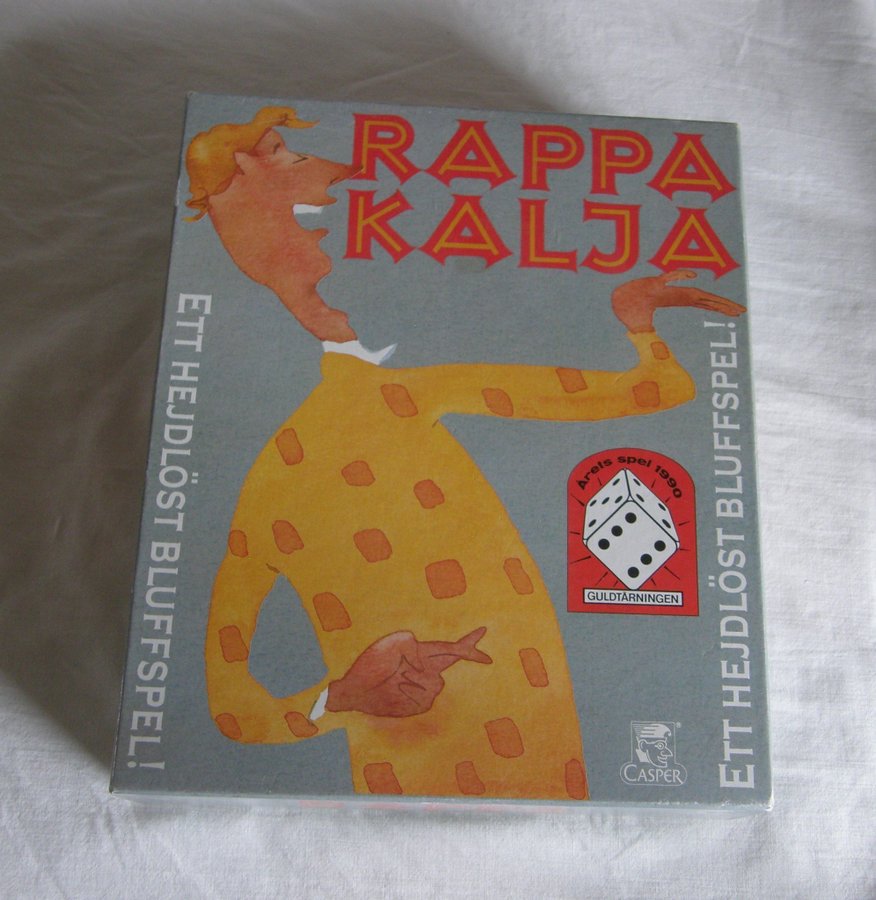 RAPPA
KALJA
ETT HEJDLÖST BLUFFSPEL!
ETT HEJDLÖST BLUFFSPEL!
Årets spel 1990
GULDTÄRNINGEN
CASPER